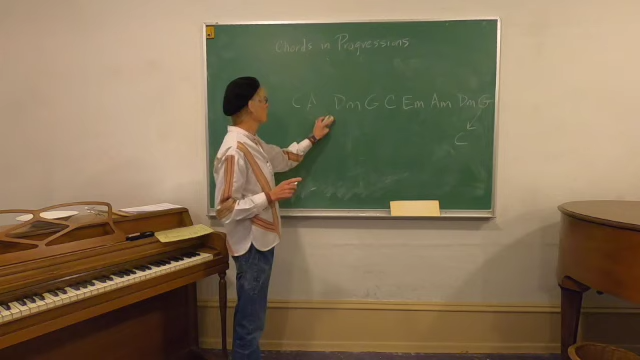 Chords in Progressions
C A Dm G C Em Am Dm G
C